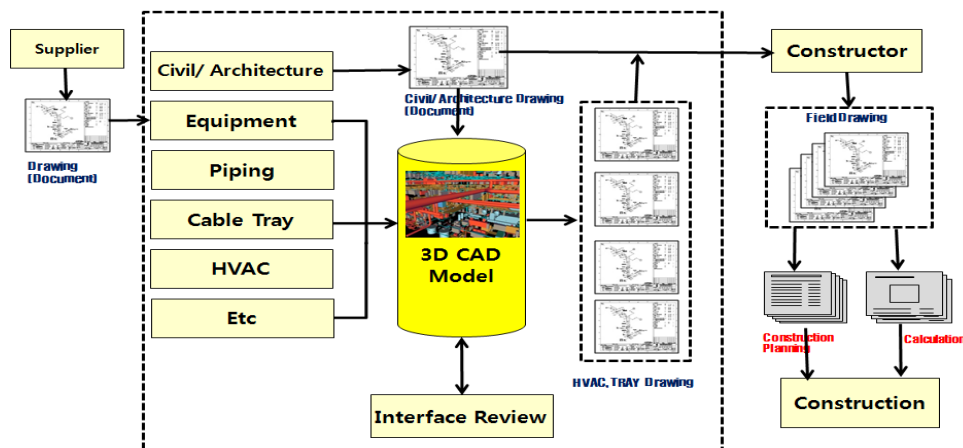 Supplier
Drawing
(Document)
Civil/ Architecture
Equipment
Piping
Cable Tray
HVAC
Etc
Civil/ Architecture Drawing
(Document)
3D CAD
Model
Interface Review
HVAC, TRAY Drawing
Constructor
Field Drawing
Construction
Planning
Calculation
Construction